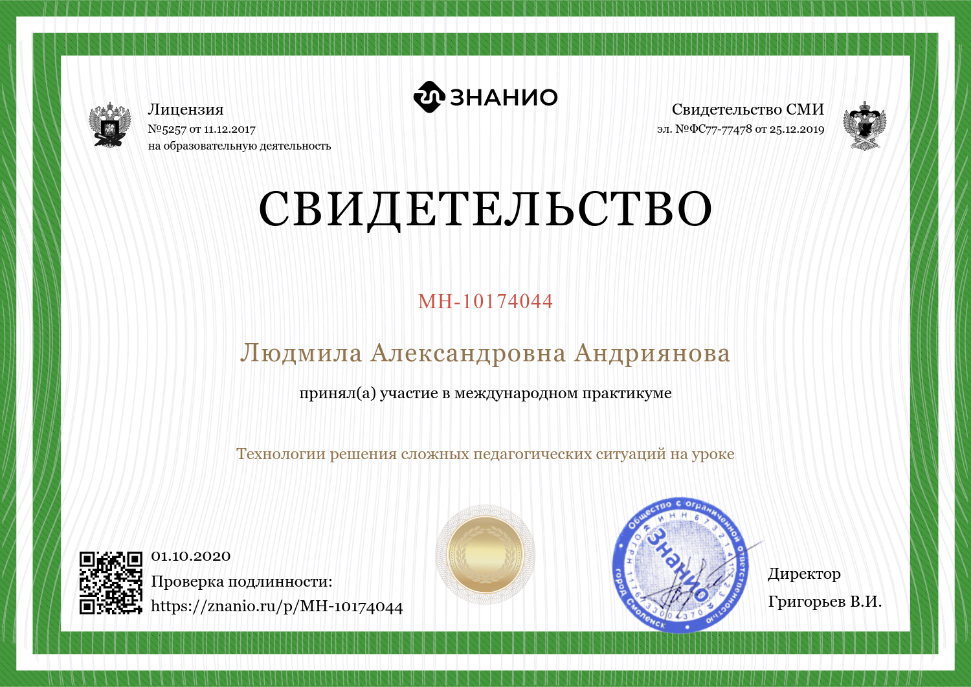 ЗНАНИО
Лицензия
№5257 от 11.12.2017
на образовательную деятельность
Свидетельство СМИ
эл. №ФС77-77478 от 25.12.2019
СВИДЕТЕЛЬСТВО
МН-10174044
Людмила Александровна Андриянова
принял(а) участие в международном практикуме
Технологии решения сложных педагогических ситуаций на уроке
01.10.2020
Проверка подлинности:
https://znanio.ru/p/МН-10174044
Общество с ограниченной ответственностью
город Смоленск
Знанио
Директор
Григорьев В.И.